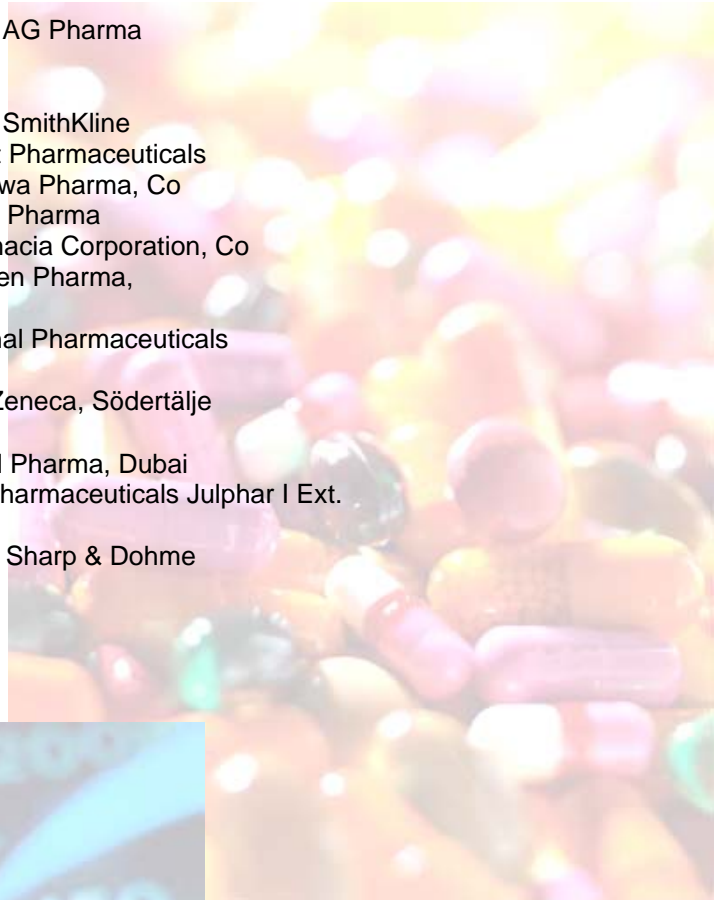 AG Pharma
SmithKline
Pharmaceuticals
wa Pharma, Co
Pharma
acia Corporation, Co
en Pharma,
al Pharmaceuticals
Zeneca, Södertälje
Pharma, Dubai
harmaceuticals Julphar I Ext.
Sharp & Dohme